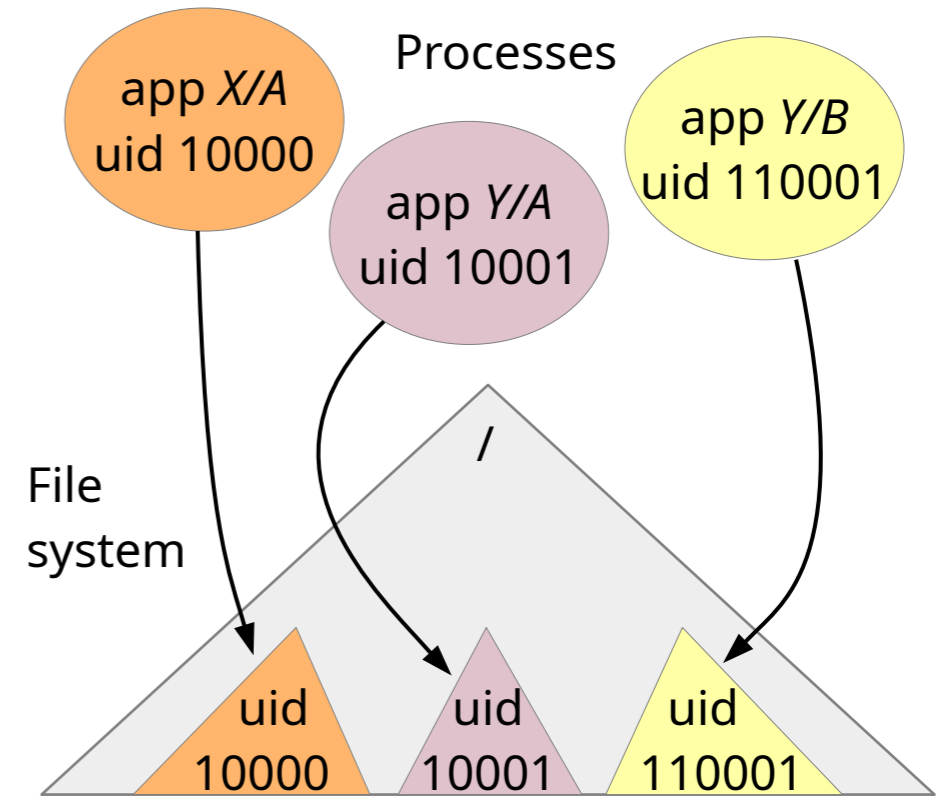 Processes
app X/A
uid 10000
app Y/A
uid 10001
app Y/B
uid 110001
/
File
system
uid
10000
uid
10001
uid
110001